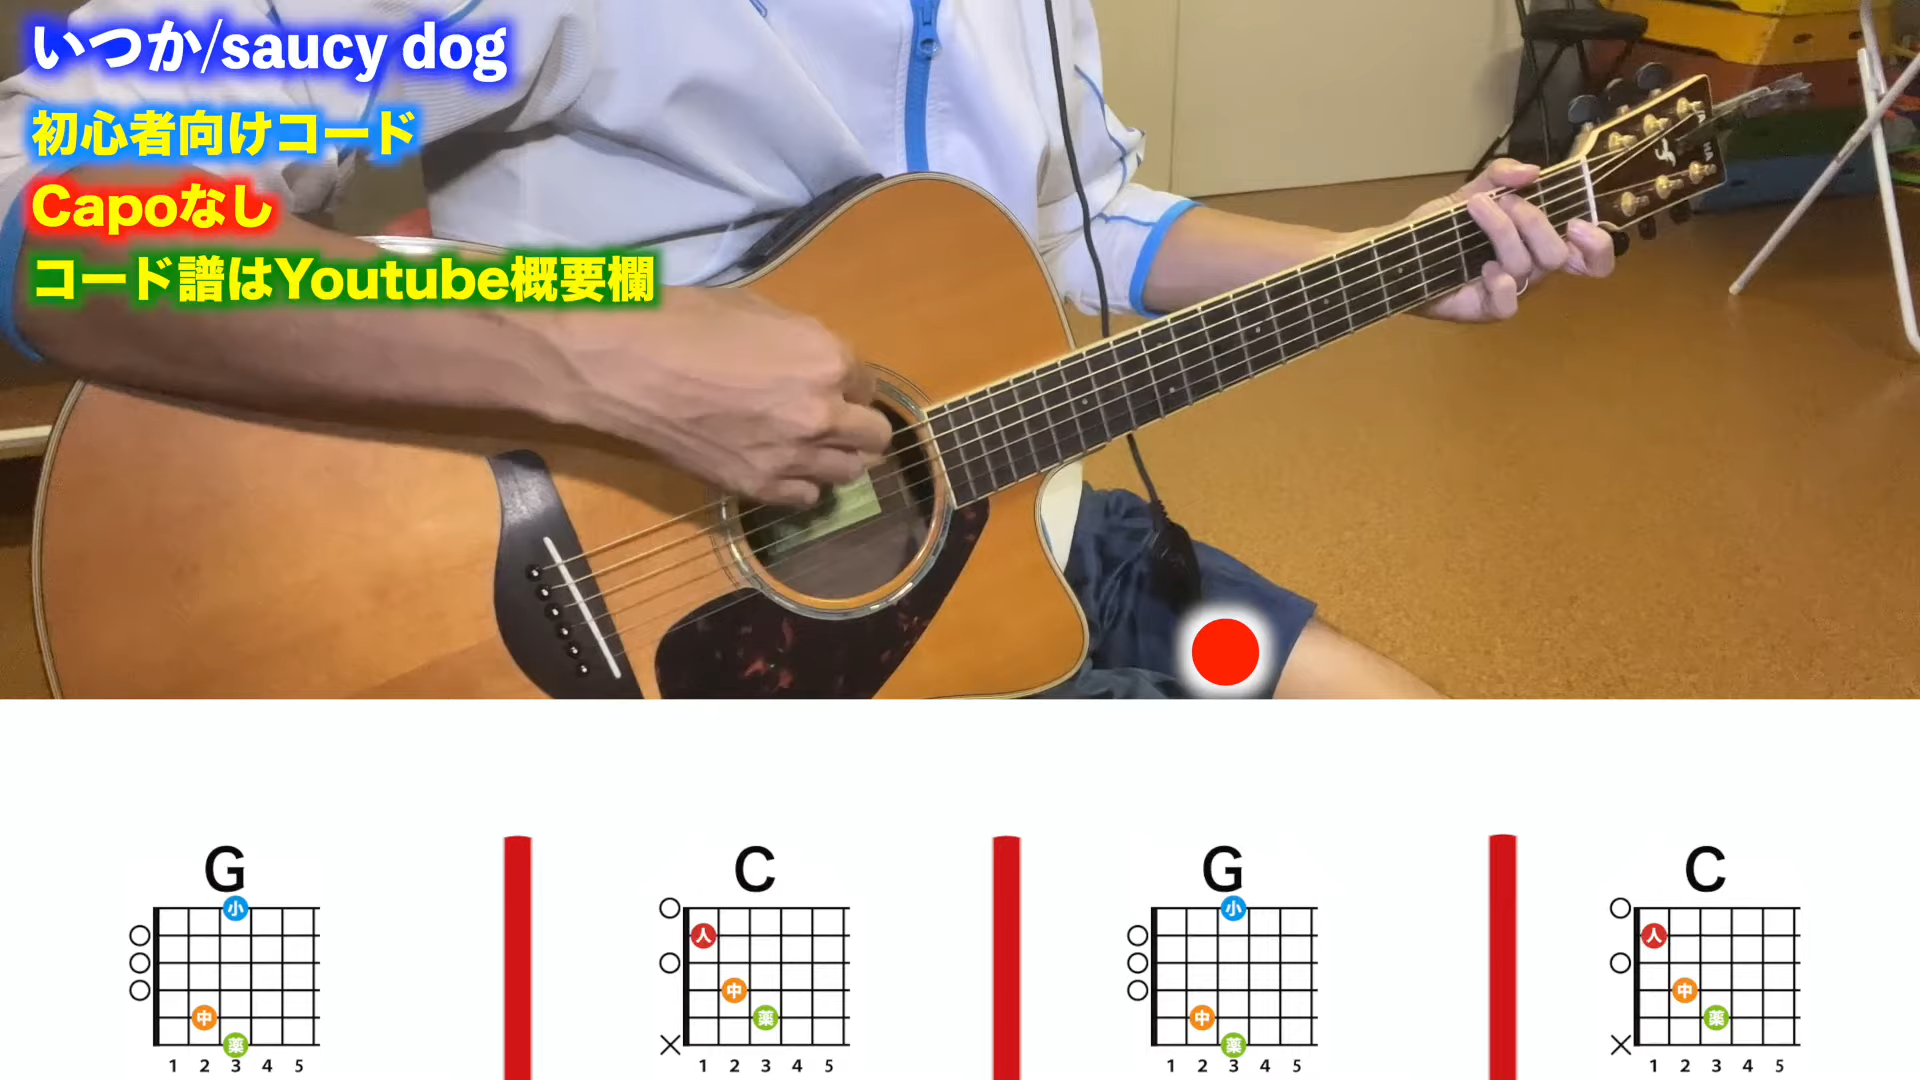 いつか/saucy dog
初心者向けコード
Capoなし
コード譜はYoutube概要欄
G C G C
小 小
人 人
中 中
中 薬 中 薬
薬 薬
1 2 3 4 5 1 2 3 4 5 1 2 3 4 5 1 2 3 4 5